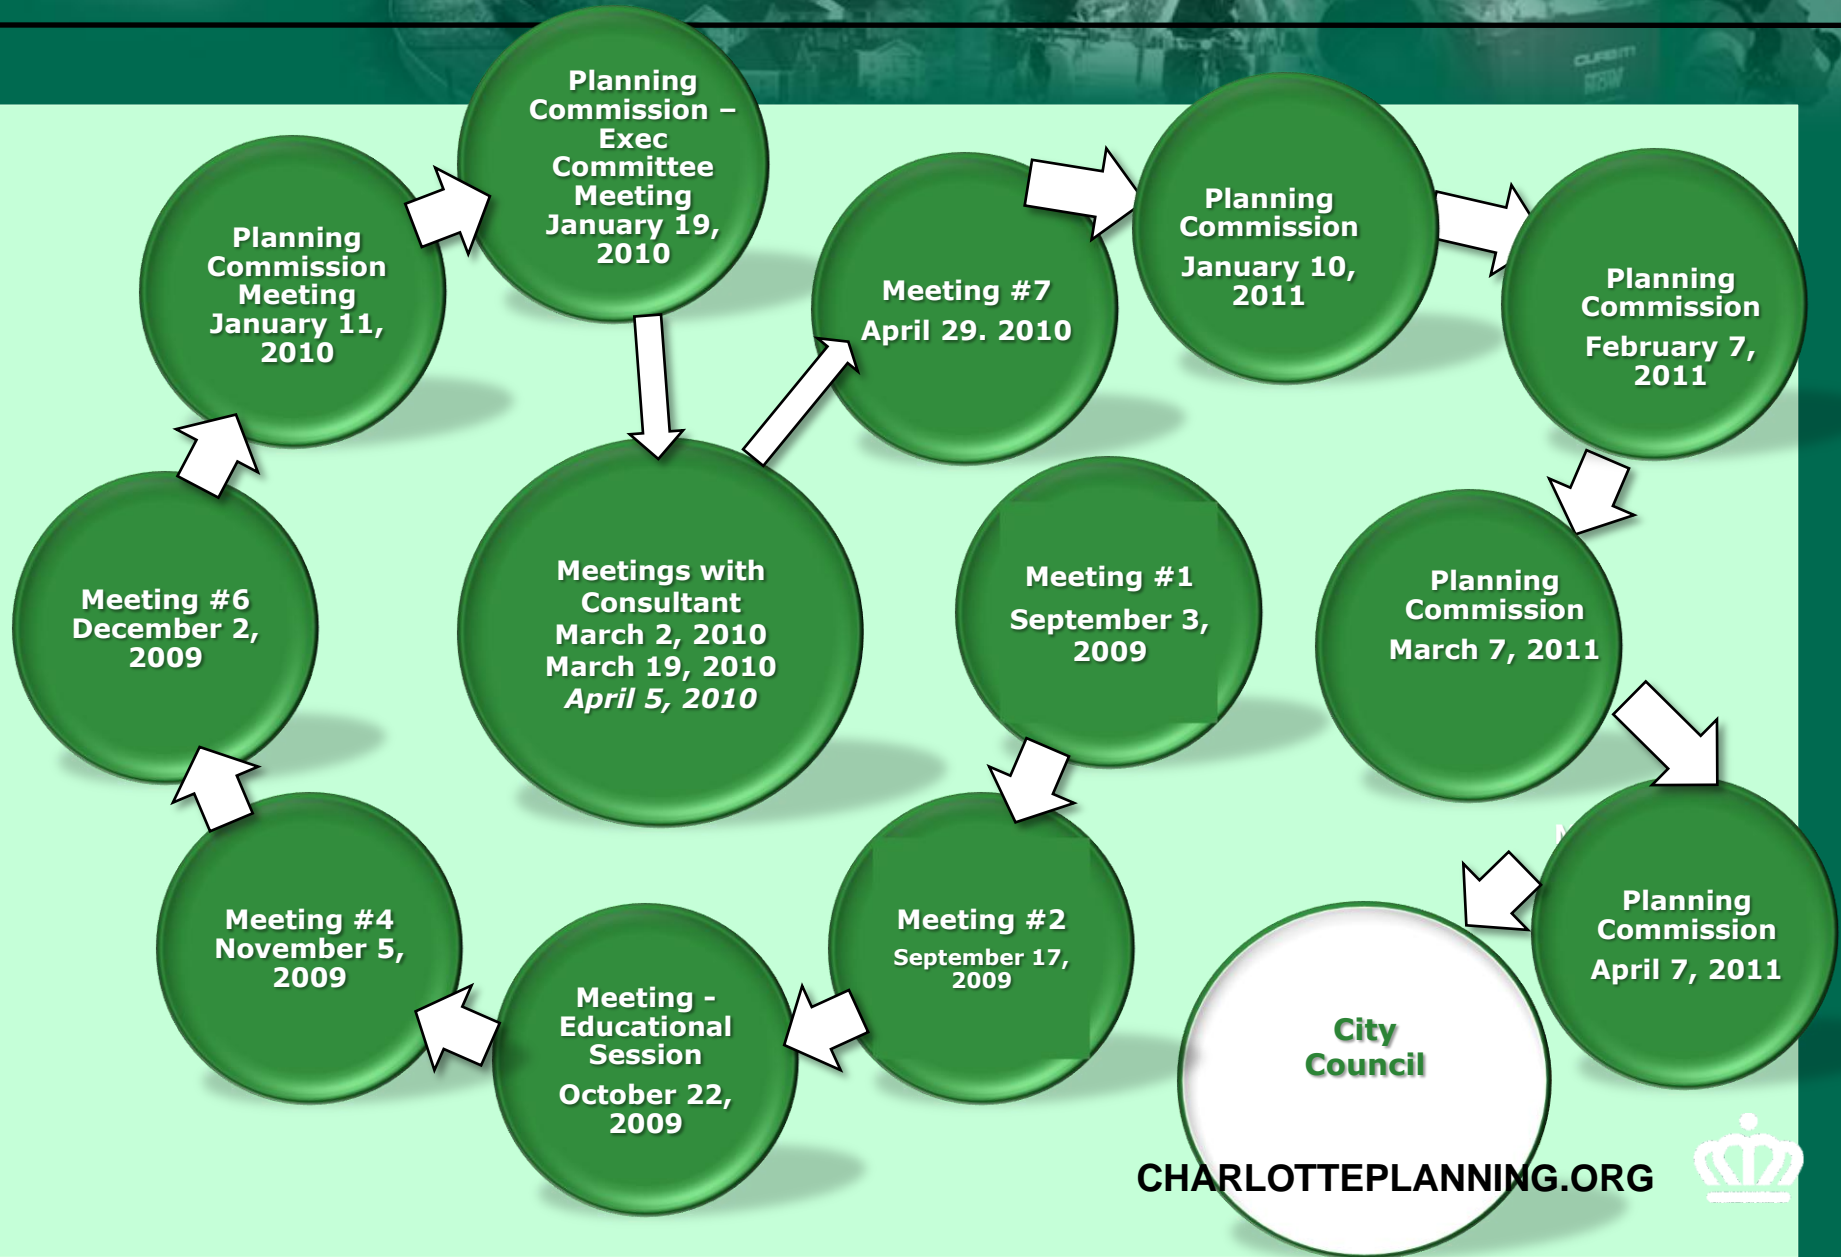 Planning
Commission –
Exec
Committee
Meeting
January 19,
2010
Planning
Commission
Meeting
January 11,
2010
Meeting #7
April 29. 2010
Planning
Commission
January 10,
2011
Planning
Commission
February 7,
2011
Meeting #6
December 2,
2009
Meetings with
Consultant
March 2, 2010
March 19, 2010
April 5, 2010
Meeting #1
September 3,
2009
Planning
Commission
March 7, 2011
Meeting #4
November 5,
2009
Meeting -
Educational
Session
October 22,
2009
Meeting #2
September 17,
2009
Planning
Commission
April 7, 2011
City
Council
CHARLOTTEPLANNING.ORG